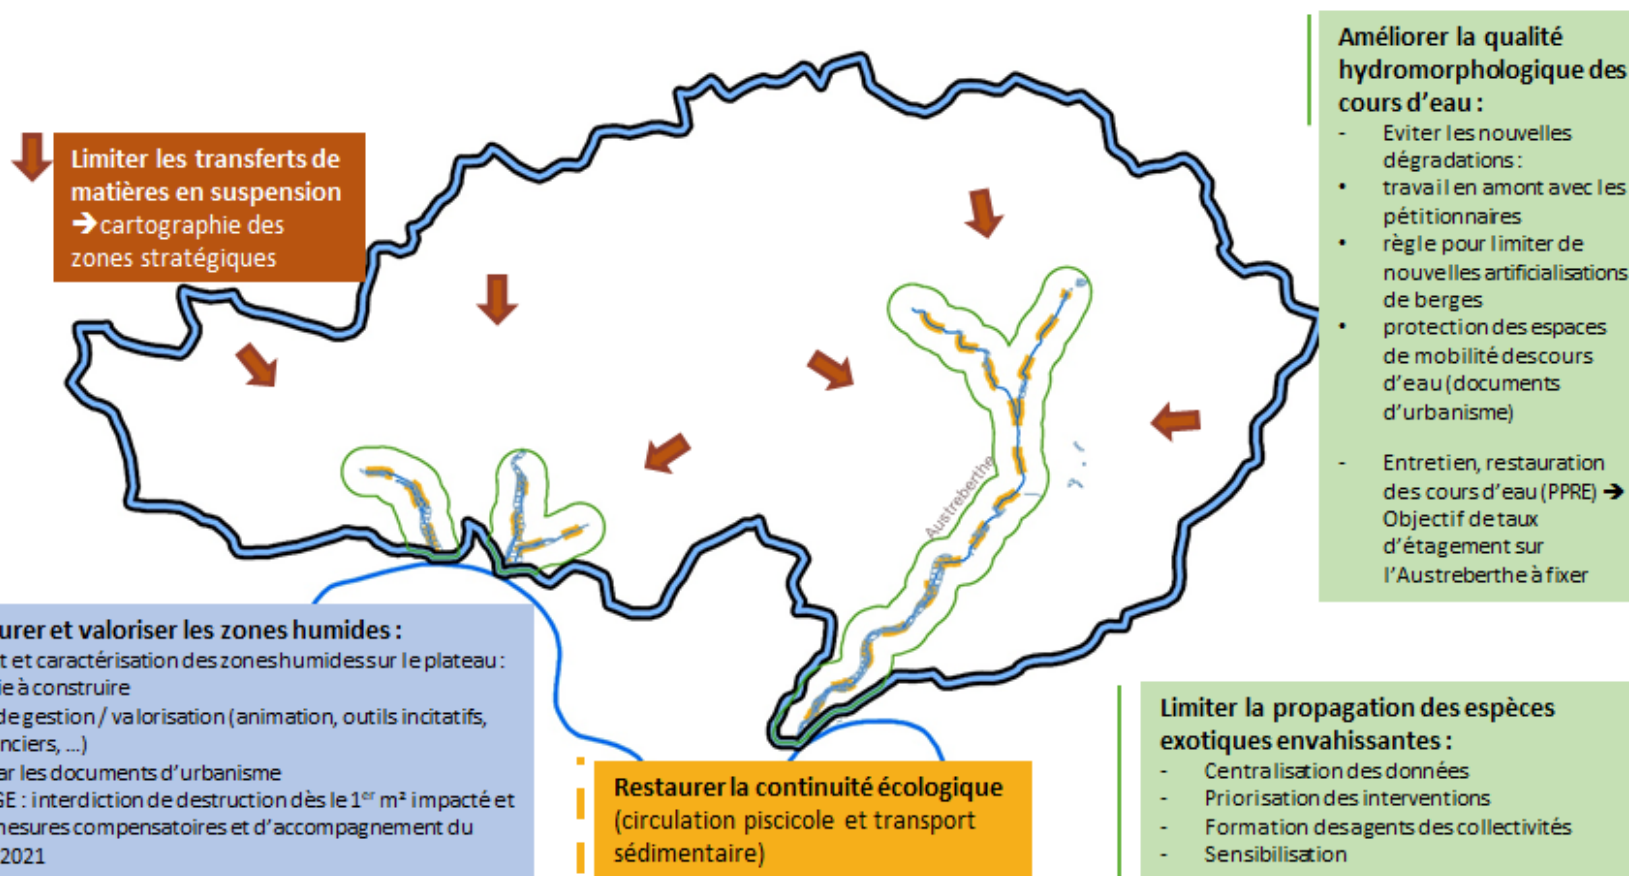 Améliorer la qualité
hydromorphologique des
cours d’eau :
- Eviter les nouvelles
dégradations :
• travail en amont avec les
pétitionnaires
• règle pour limiter de
nouvelles artificialisations
de berges
• protection des espaces
de mobilité descours
d’eau (documents
d’urbanisme)
- Entretien, restauration
des cours d’eau (PPRE) ➔
Objectif de taux
d’étagement sur
l’Austreberthe à fixer
Limiter les transferts de
matières en suspension
➔ cartographie des
zones stratégiques
Austreberthe
urer et valoriser les zones humides :
t et caractérisation des zones humides sur le plateau :
ie à construire
de gestion / valorisation (animation, outils incitatifs,
nciers, ...)
ar les documents d’urbanisme
GE : interdiction de destruction dès le 1er m² impacté et
mesures compensatoires et d’accompagnement du
2021
Restaurer la continuité écologique
(circulation piscicole et transport
sédimentaire)
Limiter la propagation des espèces
exotiques envahissantes :
- Centralisation des données
- Priorisation des interventions
- Formation des agents des collectivités
- Sensibilisation